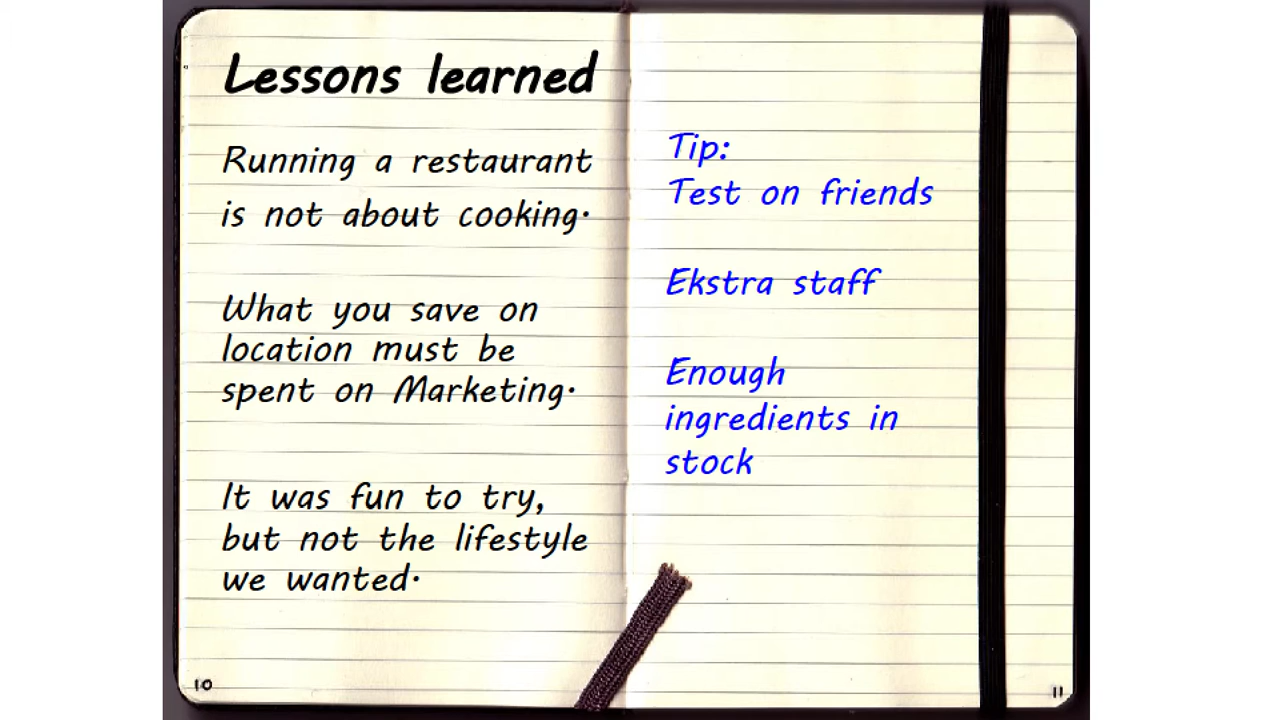 Lessons learned
Running a restaurant
is not about cooking.
What you save on
location must be
spent on Marketing.
It was fun to try,
but not the lifestyle
we wanted.
10
Tip:
Test on friends
Ekstra staff
Enough
ingredients in
stock
11